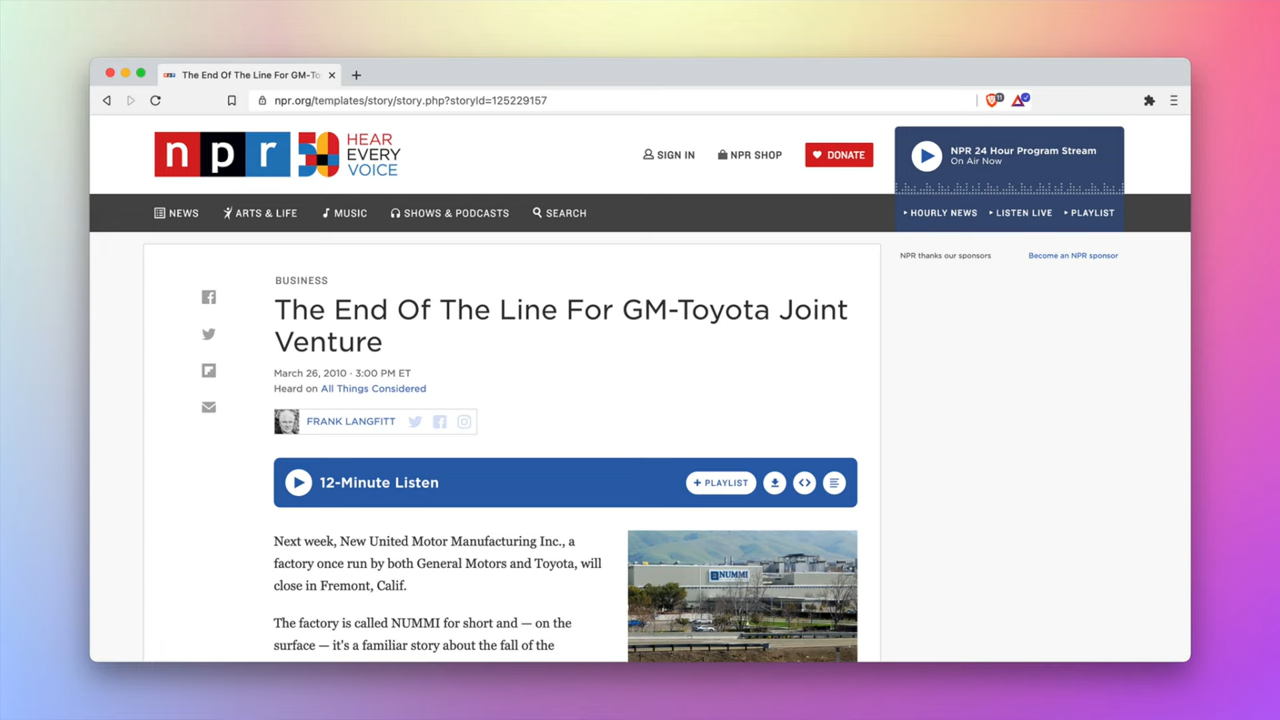 The End Of The Line For GM-To
npr.org/templates/story/story.php?storyId=125229157
11
npr 50 HEAR
EVERY
VOICE
SIGN IN
NPR SHOP
DONATE
NPR 24 Hour Program Stream
On Air Now
NEWS
ARTS & LIFE
MUSIC
SHOWS & PODCASTS
SEARCH
HOURLY NEWS
LISTEN LIVE
PLAYLIST
NPR thanks our sponsors
Become an NPR sponsor
BUSINESS
The End Of The Line For GM-Toyota Joint
Venture
March 26, 2010 · 3:00 PM ET
Heard on All Things Considered
FRANK LANGFITT
12-Minute Listen
+ PLAYLIST
Next week, New United Motor Manufacturing Inc., a
factory once run by both General Motors and Toyota, will
close in Fremont, Calif.
The factory is called NUMMI for short and — on the
surface — it's a familiar story about the fall of the
NUMMI